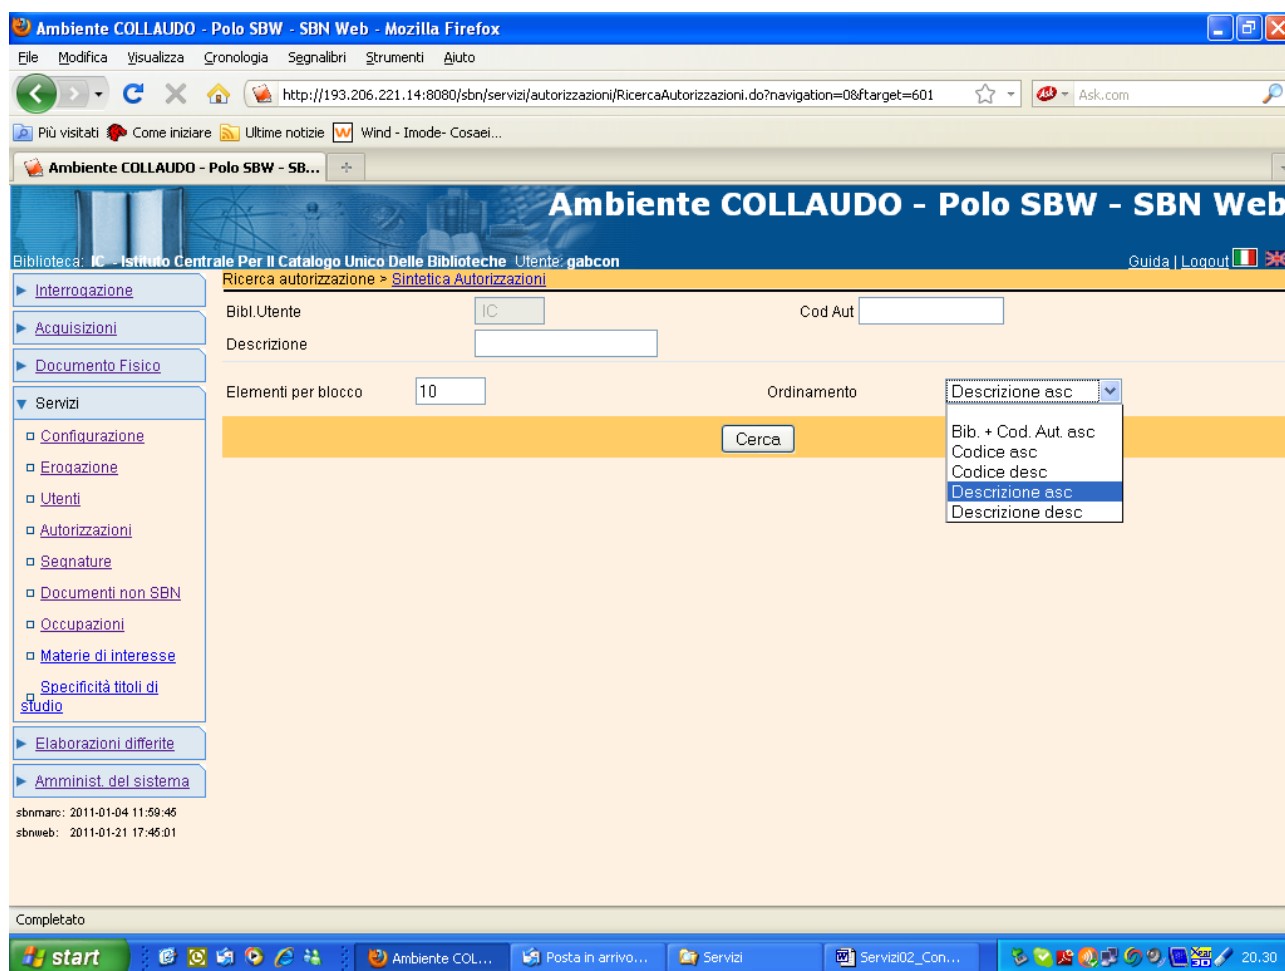 Ambiente COLLAUDO - Polo SBW - SBN Web - Mozilla Firefox
File Modifica Visualizza Cronologia Segnalibri Strumenti Aiuto
http://193.206.221.14:8080/sbn/servizi/autorizzazioni/RicercaAutorizzazioni.do?navigation=0&ftarget=601 Ask.com
Più visitati Come iniziare Ultime notizie Wind - Imode- Cosaei...
Ambiente COLLAUDO - Polo SBW - SB...
Ambiente COLLAUDO - Polo SBW - SBN Web
Biblioteca: IC - Istituto Centrale Per Il Catalogo Unico Delle Biblioteche Utente: gabcon Guida | Logout
Ricerca autorizzazione > Sintetica Autorizzazioni
Interrogazione
Acquisizioni
Documento Fisico
Servizi
Configurazione
Erogazione
Utenti
Autorizzazioni
Segnature
Documenti non SBN
Occupazioni
Materie di interesse
Specificità titoli di
studio
Elaborazioni differite
Amminist. del sistema
sbnmarc: 2011-01-04 11:59:45
sbnweb: 2011-01-21 17:45:01
Bibl.Utente IC Cod Aut
Descrizione
Elementi per blocco 10 Ordinamento Descrizione asc
Cerca
Bib. + Cod. Aut. asc
Codice asc
Codice desc
Descrizione asc
Descrizione desc
Completato
start Ambiente COL... Posta in arrivo... Servizi Servizi02_Con... 20.30